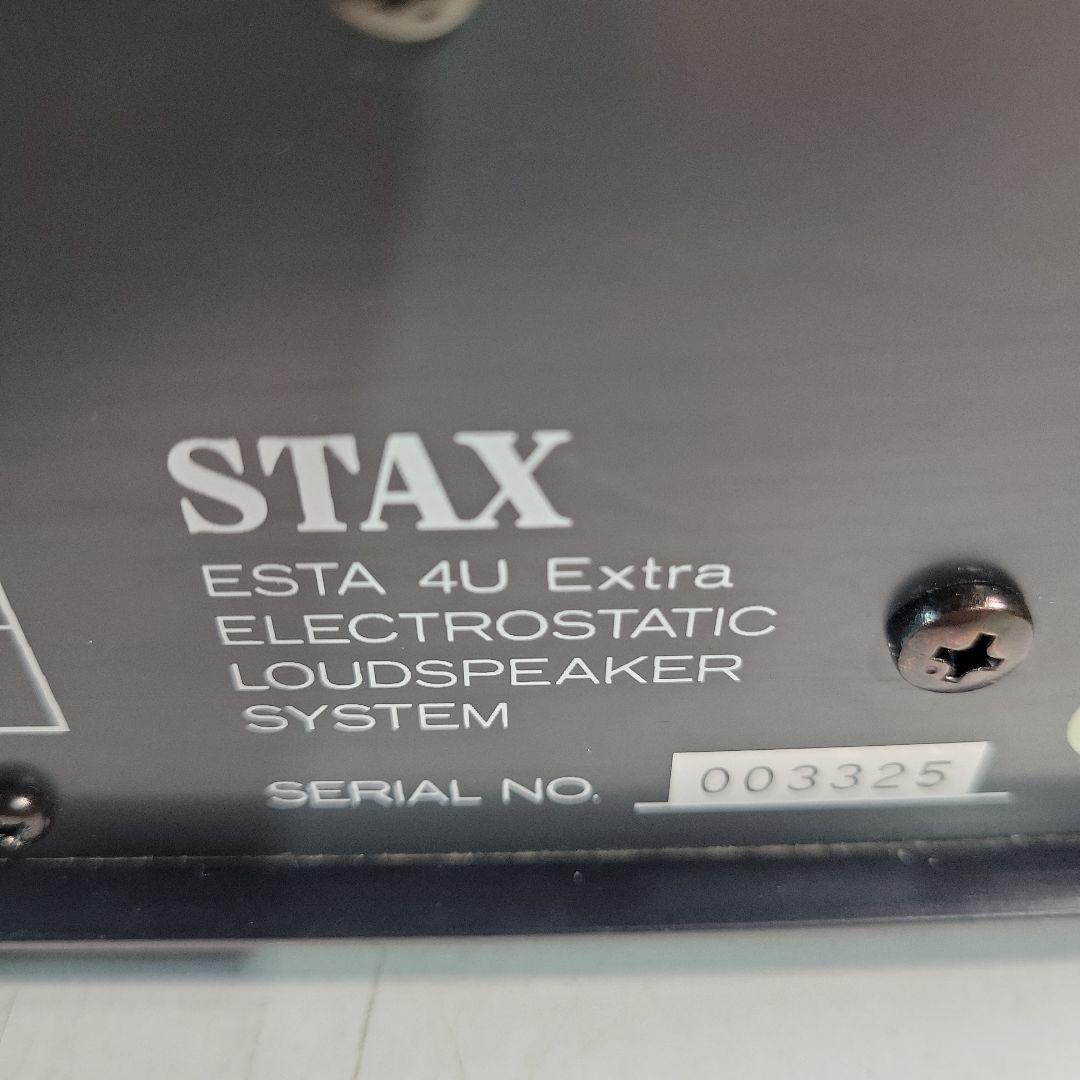 STAX
ESTA 4U Extra
ELECTROSTATIC
LOUDSPEAKER
SYSTEM
SERIAL NO. 003325